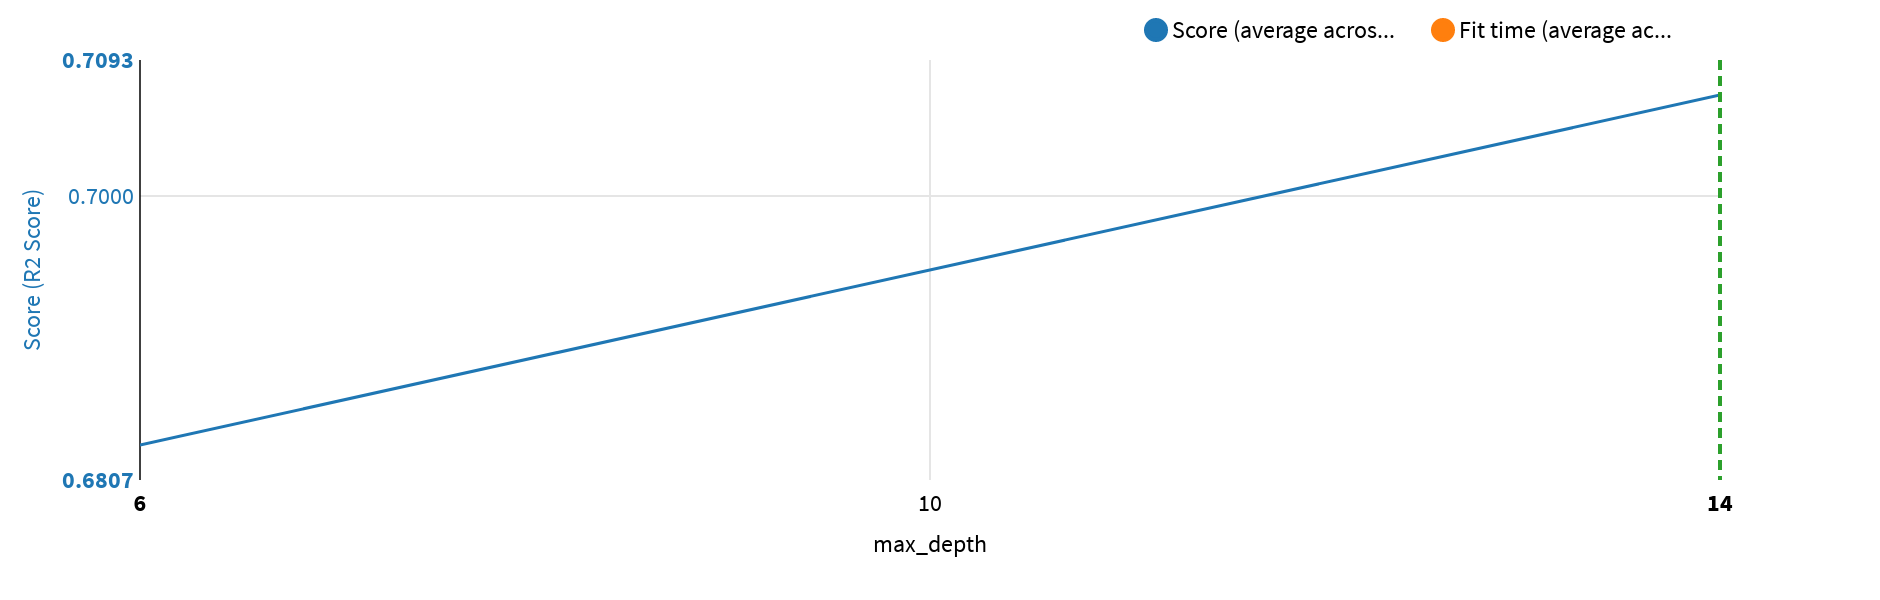 Score (average acros...
Fit time (average ac...
0.7093
0.7000
0.6807
Score (R2 Score)
6
10
14
max_depth